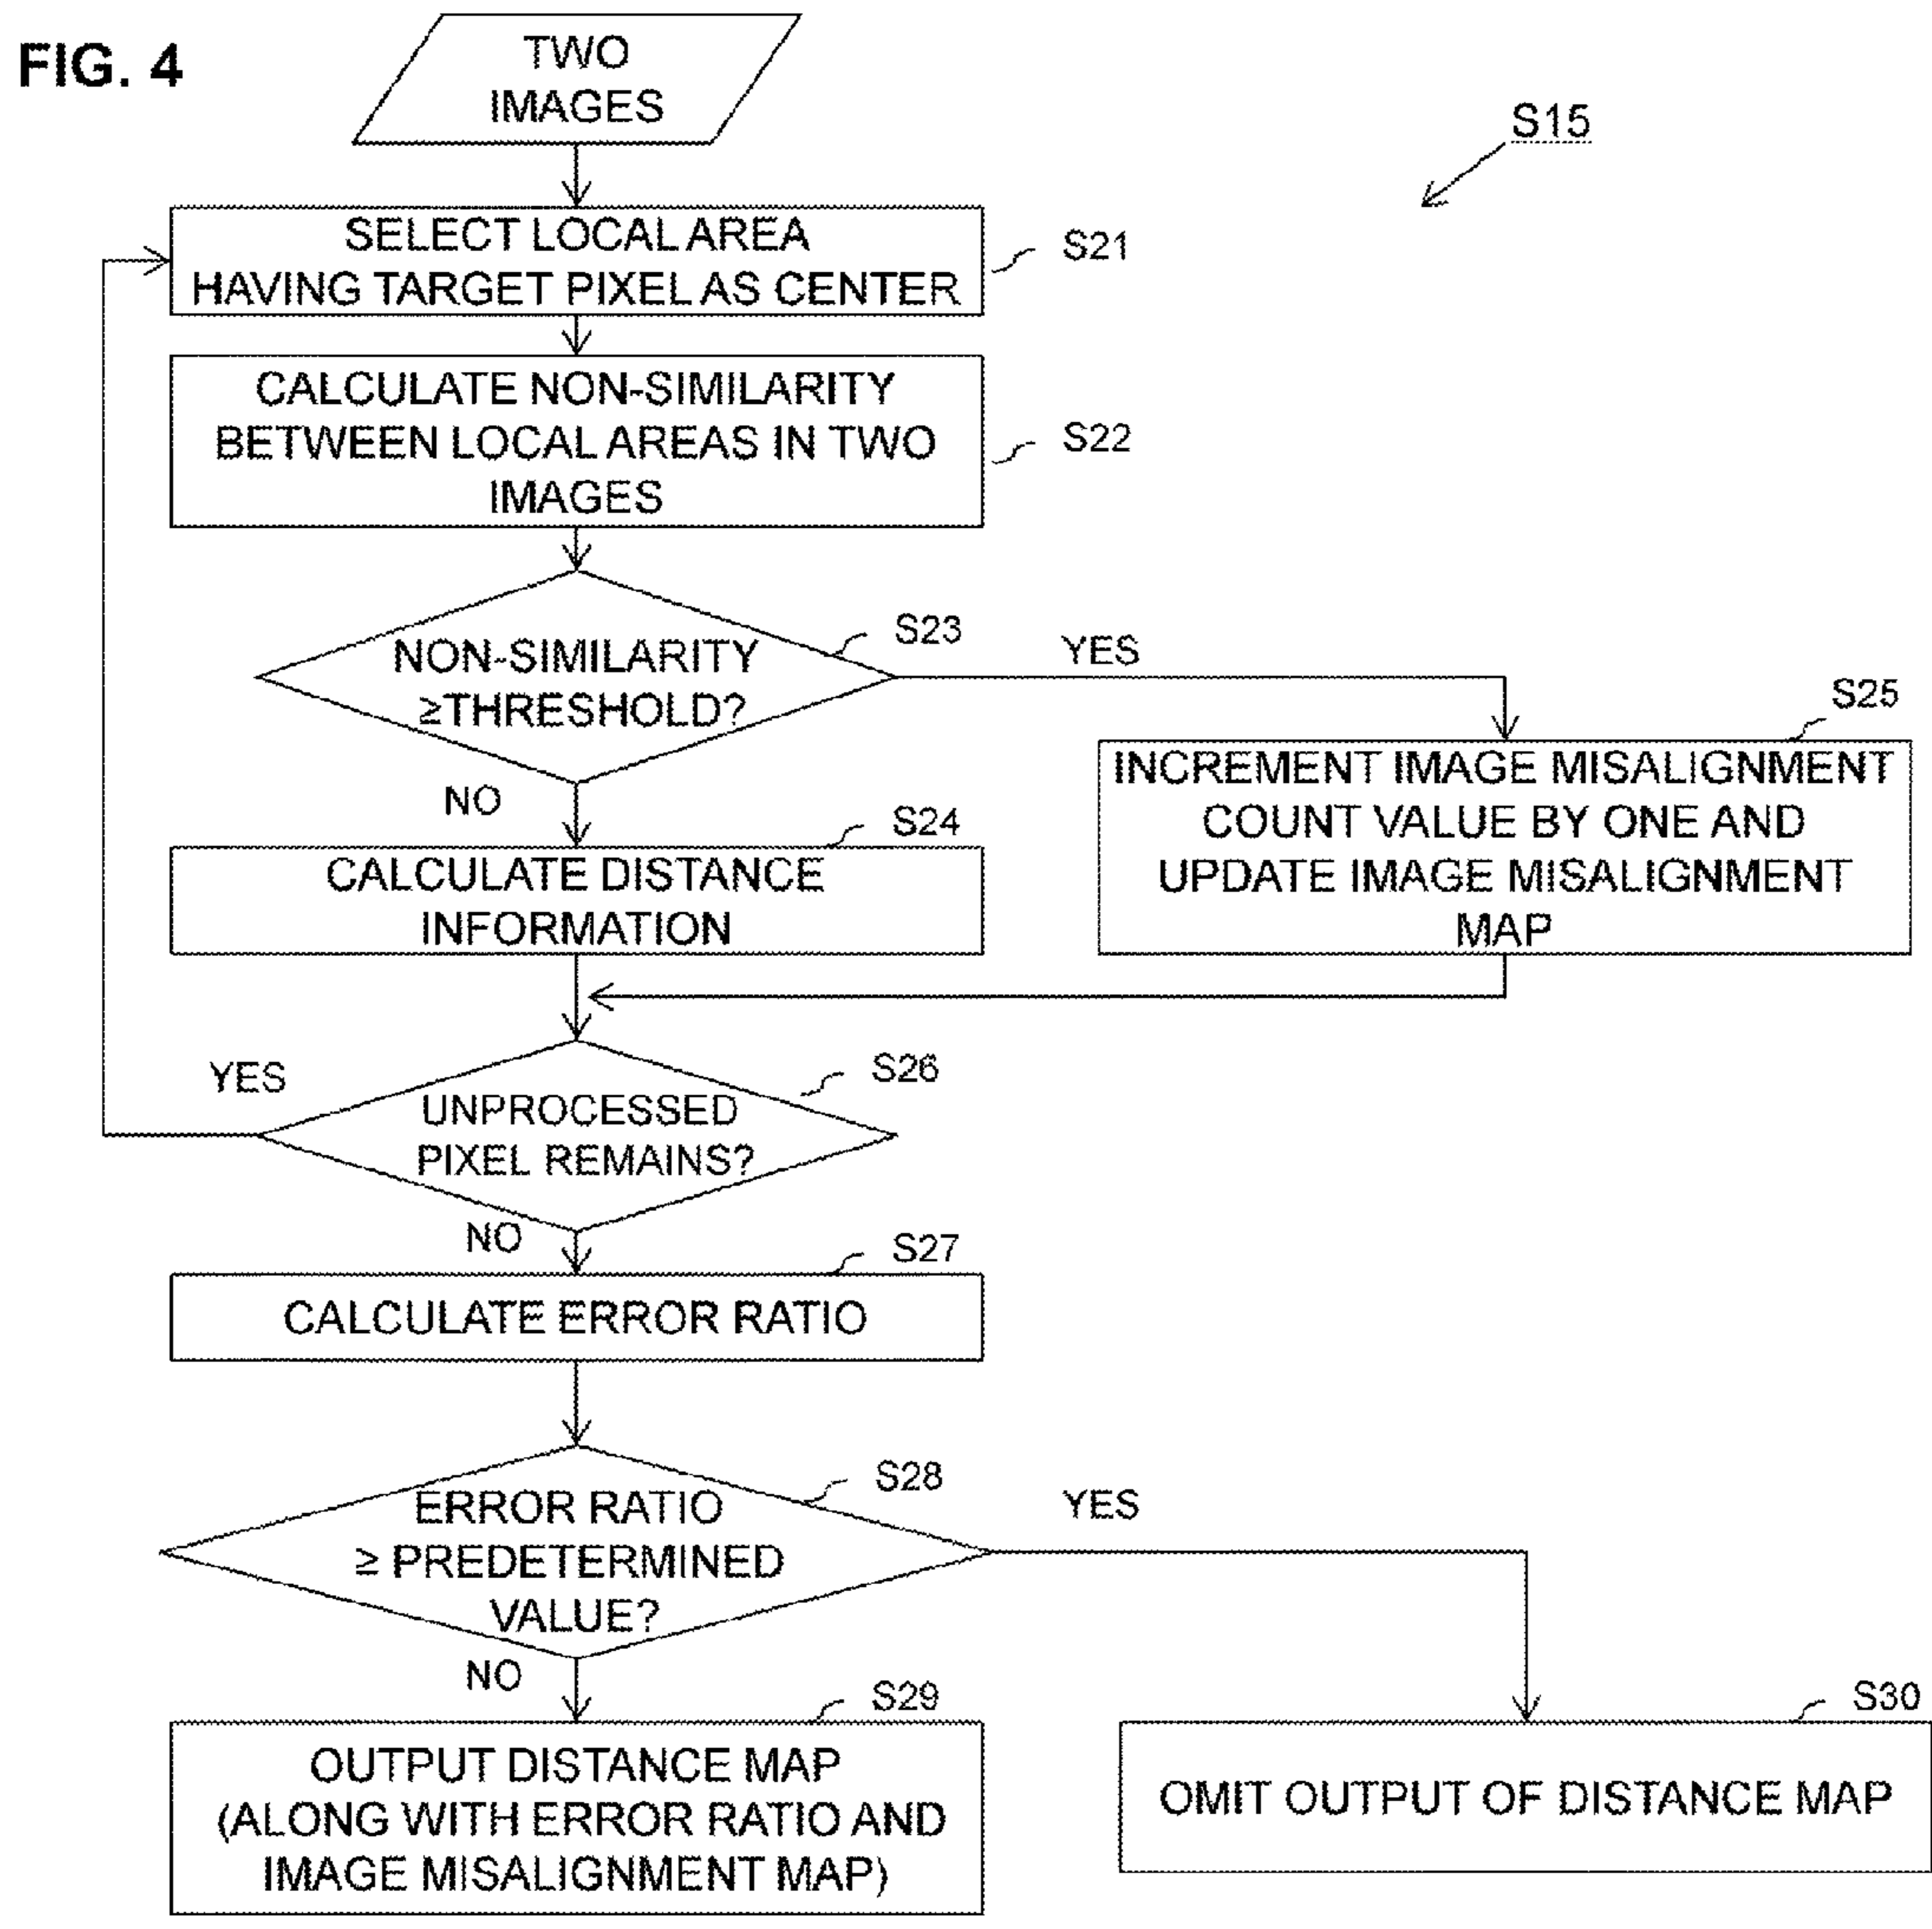 FIG. 4
TWO
IMAGES
S15
SELECT LOCAL AREA
HAVING TARGET PIXEL AS CENTER
S21
CALCULATE NON-SIMILARITY
BETWEEN LOCAL AREAS IN TWO
IMAGES
S22
NON-SIMILARITY
≥THRESHOLD?
S23
YES
NO
S25
INCREMENT IMAGE MISALIGNMENT
COUNT VALUE BY ONE AND
UPDATE IMAGE MISALIGNMENT
MAP
S24
CALCULATE DISTANCE
INFORMATION
YES
S26
UNPROCESSED
PIXEL REMAINS?
NO
S27
CALCULATE ERROR RATIO
S28
ERROR RATIO
≥ PREDETERMINED
VALUE?
YES
NO
S29
OUTPUT DISTANCE MAP
(ALONG WITH ERROR RATIO AND
IMAGE MISALIGNMENT MAP)
S30
OMIT OUTPUT OF DISTANCE MAP